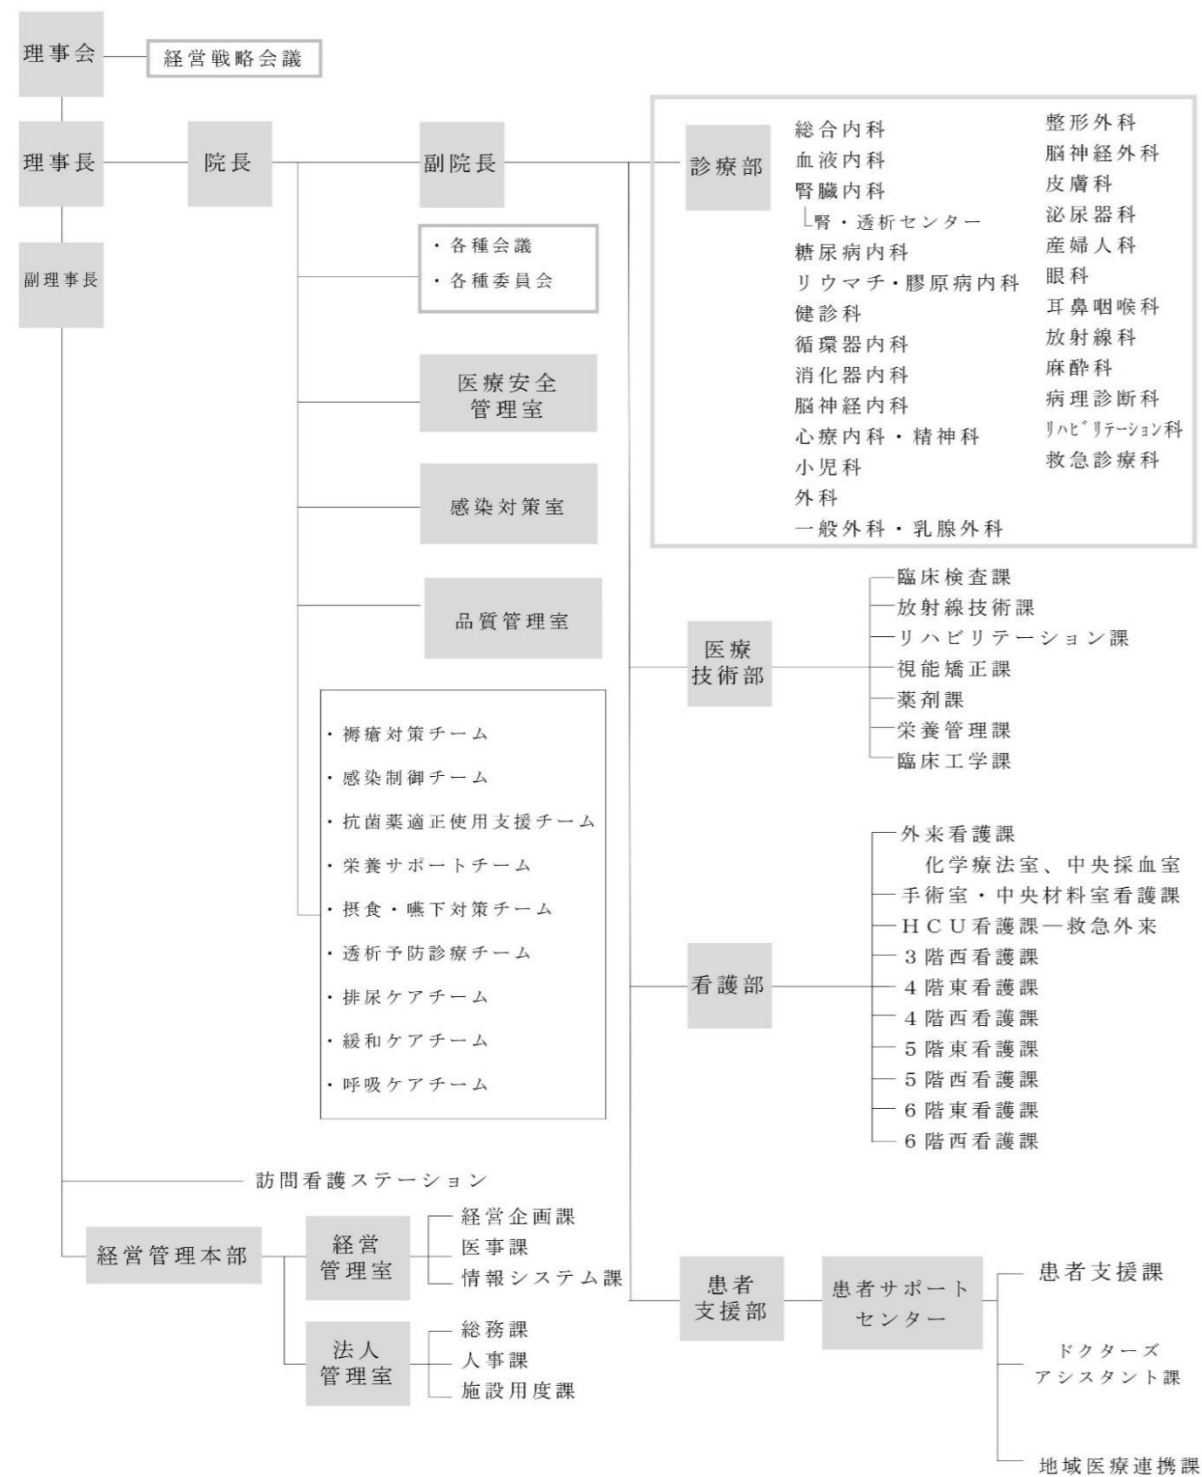 理事会
経営戦略会議
理事長
院長
副院長
副理事長
・各種会議
・各種委員会
医療安全
管理室
感染対策室
品質管理室
・褥瘡対策チーム
・感染制御チーム
・抗菌薬適正使用支援チーム
・栄養サポートチーム
・摂食・嚥下対策チーム
・透析予防診療チーム
・排尿ケアチーム
・緩和ケアチーム
・呼吸ケアチーム
訪問看護ステーション
経営管理本部
経営
管理室
経営企画課
医事課
情報システム課
法人
管理室
総務課
人事課
施設用度課
診療部
総合内科
血液内科
腎臓内科
└腎・透析センター
糖尿病内科
リウマチ・膠原病内科
健診科
循環器内科
消化器内科
脳神経内科
心療内科・精神科
小児科
外科
一般外科・乳腺外科
整形外科
脳神経外科
皮膚科
泌尿器科
産婦人科
眼科
耳鼻咽喉科
放射線科
麻酔科
病理診断科
ﾘﾊﾋﾞﾘﾃｰｼｮﾝ科
救急診療科
医療
技術部
臨床検査課
放射線技術課
リハビリテーション課
視能矯正課
薬剤課
栄養管理課
臨床工学課
看護部
外来看護課
化学療法室、中央採血室
手術室・中央材料室看護課
ＨＣＵ看護課―救急外来
３階西看護課
４階東看護課
４階西看護課
５階東看護課
５階西看護課
６階東看護課
６階西看護課
患者
支援部
患者サポート
センター
患者支援課
ドクターズ
アシスタント課
地域医療連携課